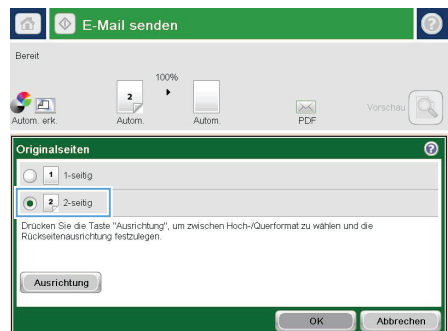 E-Mail senden
Bereit
100%
2
Autom. erk.
Autom.
Autom.
PDF
Vorschau
Originalseiten
1 1-seitig
2 2-seitig
Drücken Sie die Taste "Ausrichtung", um zwischen Hoch-/Querformat zu wählen und die
Rückseitenausrichtung festzulegen.
Ausrichtung
OK
Abbrechen